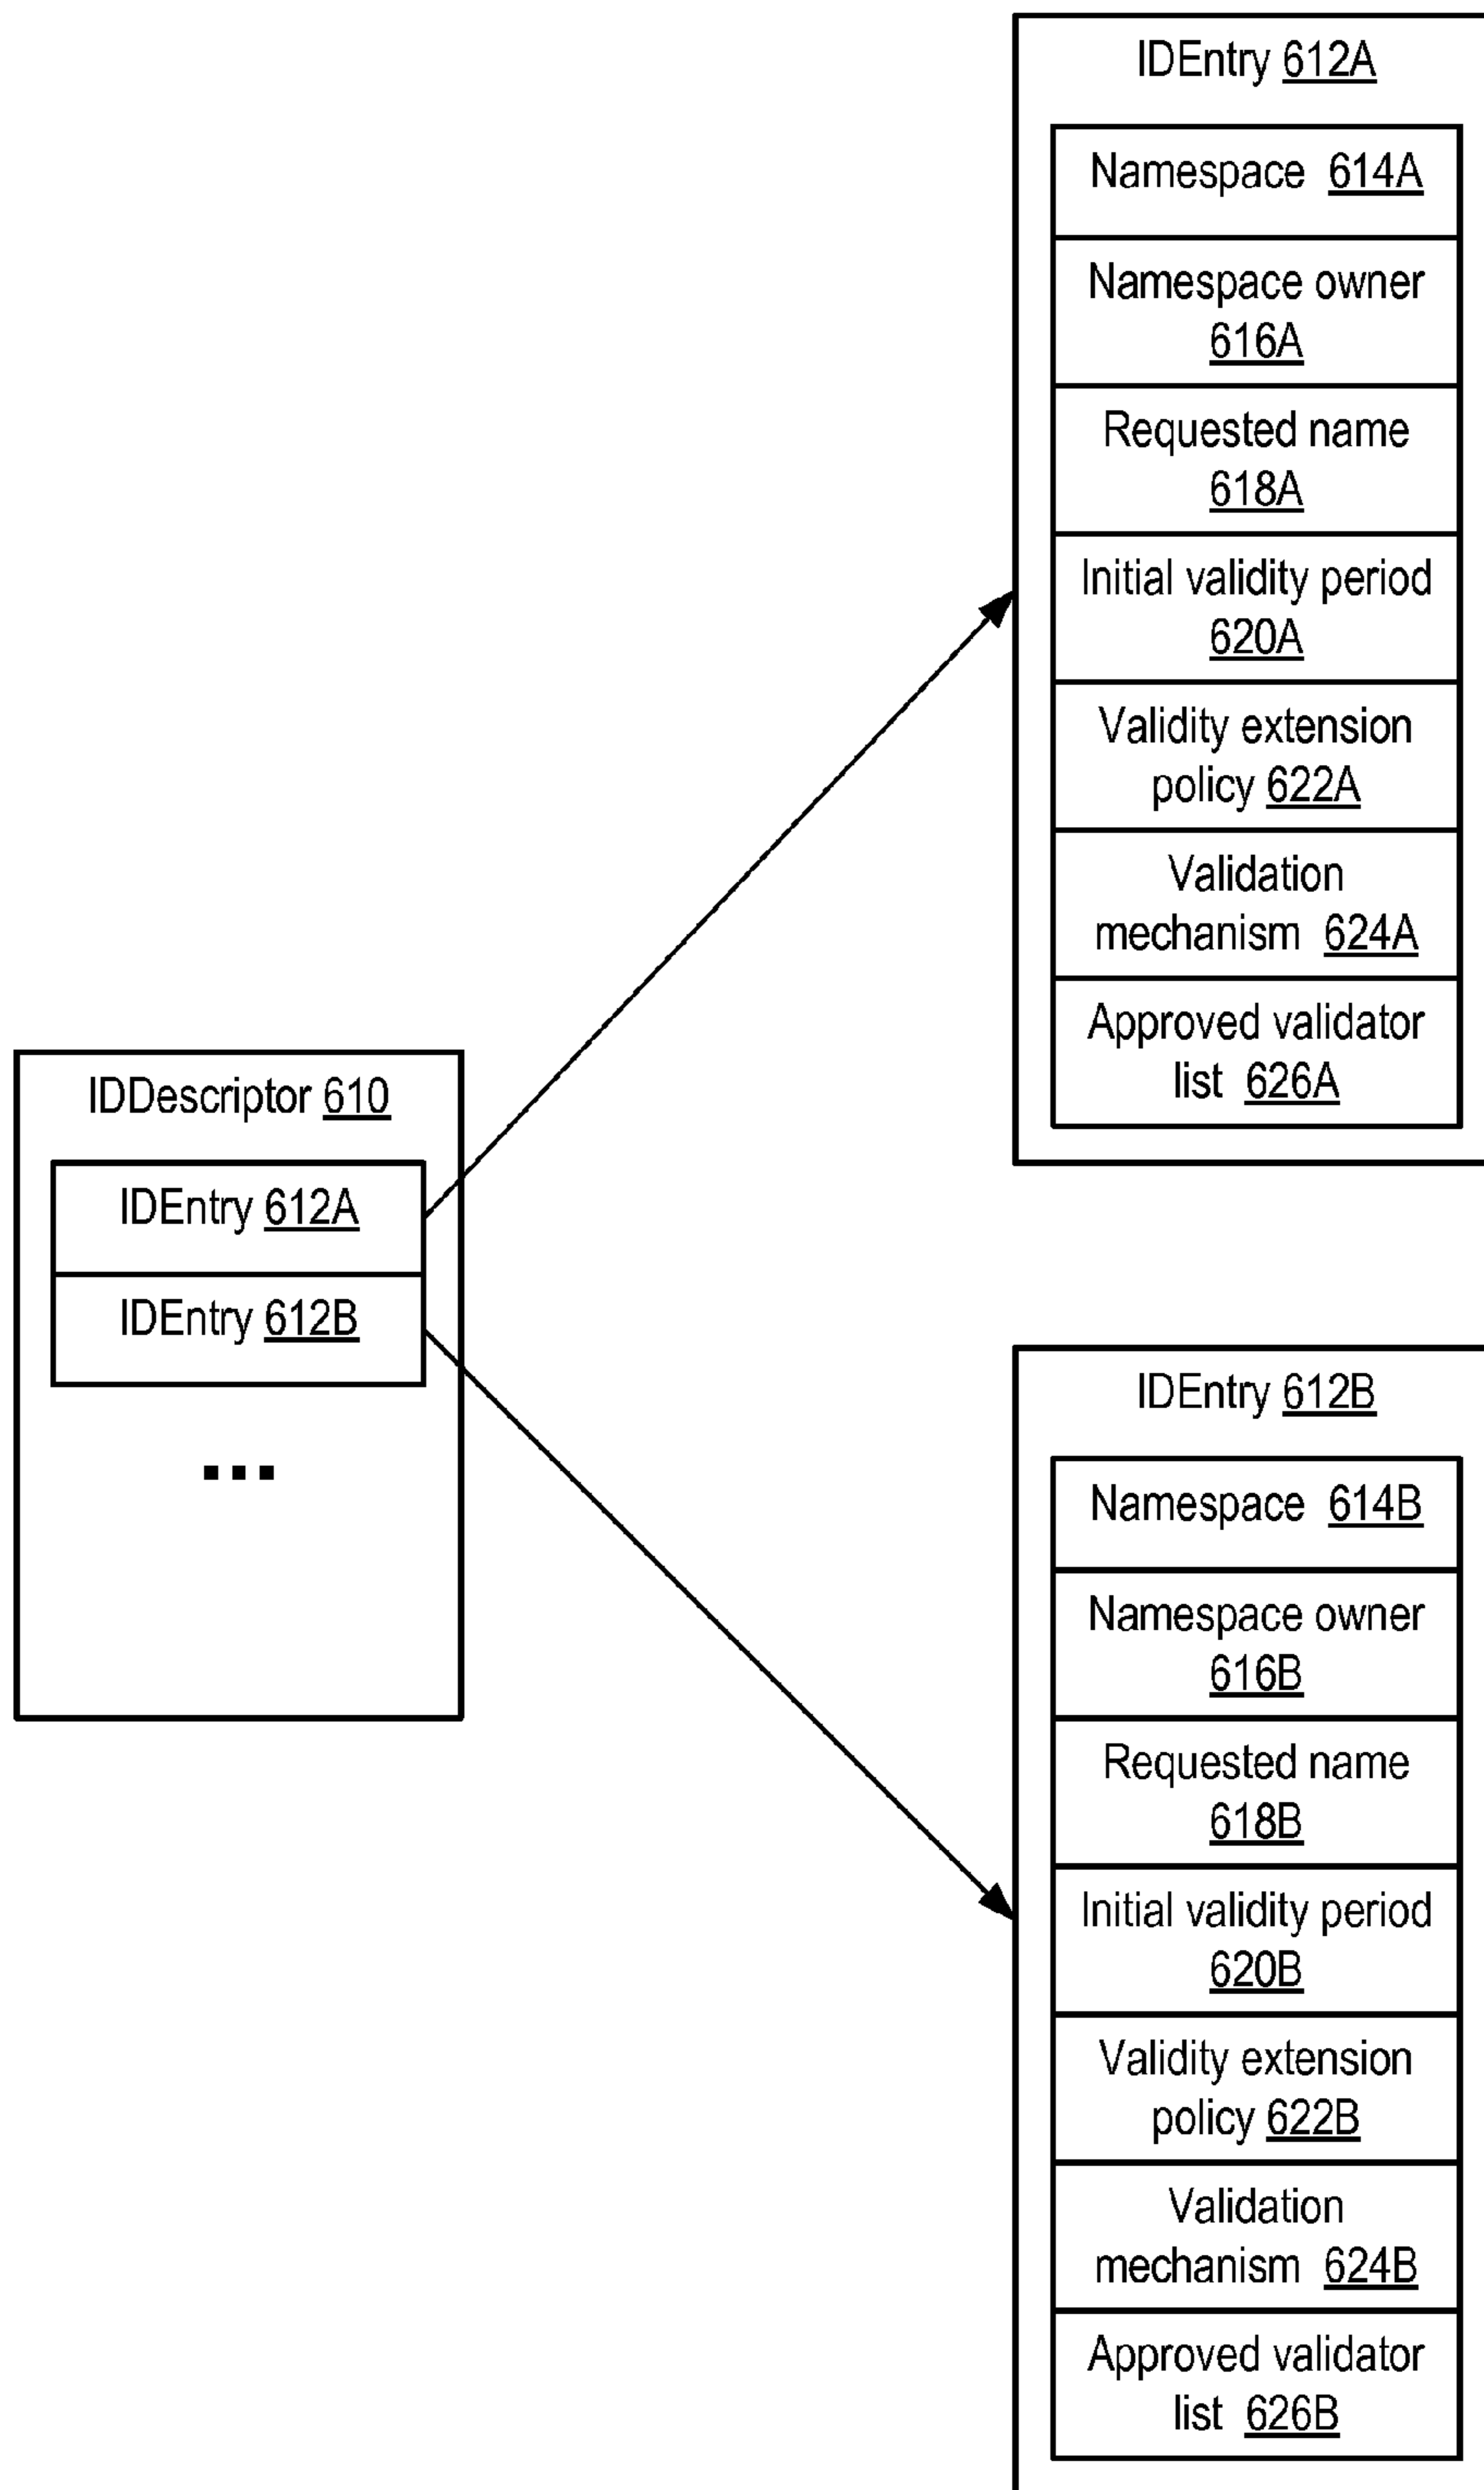 IDEntry 612A
Namespace 614A
Namespace owner
616A
Requested name
618A
Initial validity period
620A
Validity extension
policy 622A
Validation
mechanism 624A
Approved validator
list 626A
IDDescriptor 610
IDEntry 612A
IDEntry 612B
...
IDEntry 612B
Namespace 614B
Namespace owner
616B
Requested name
618B
Initial validity period
620B
Validity extension
policy 622B
Validation
mechanism 624B
Approved validator
list 626B